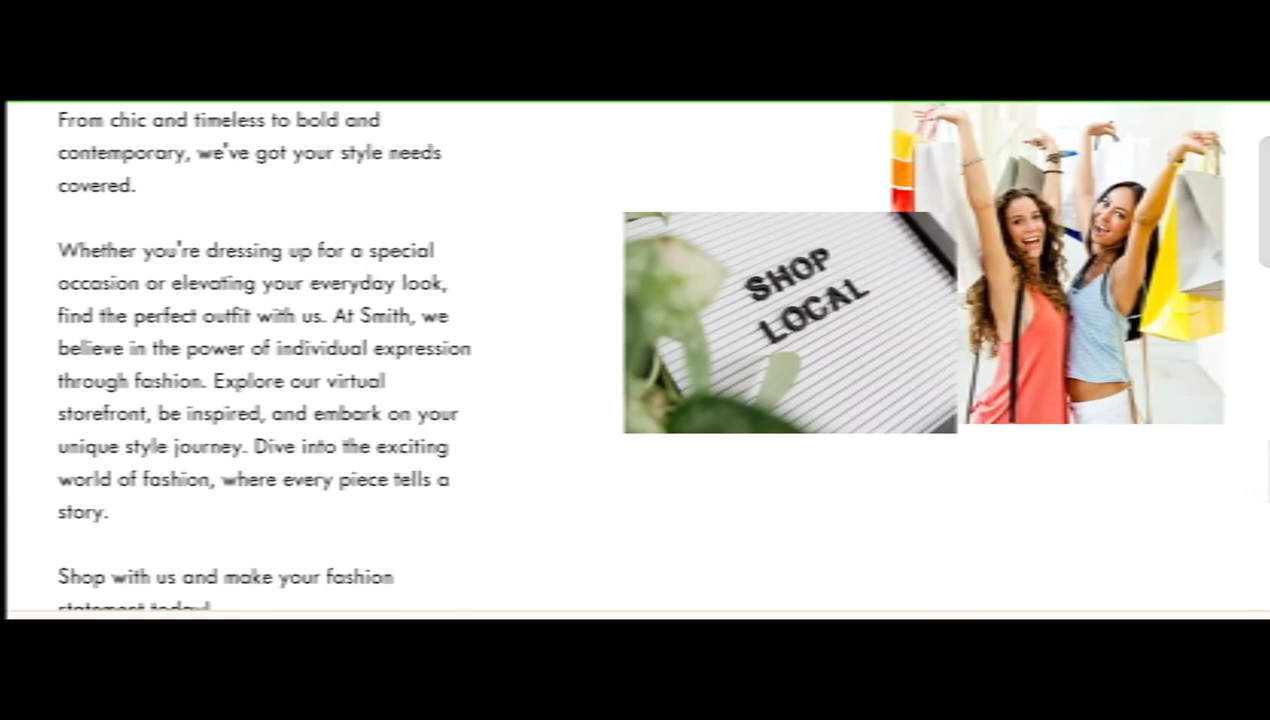 From chic and timeless to bold and
contemporary, we've got your style needs
covered.
Whether you're dressing up for a special
occasion or elevating your everyday look,
find the perfect outfit with us. At Smith, we
believe in the power of individual expression
through fashion. Explore our virtual
storefront, be inspired, and embark on your
unique style journey. Dive into the exciting
world of fashion, where every piece tells a
story.
Shop with us and make your fashion
statement today!
SHOP
LOCAL